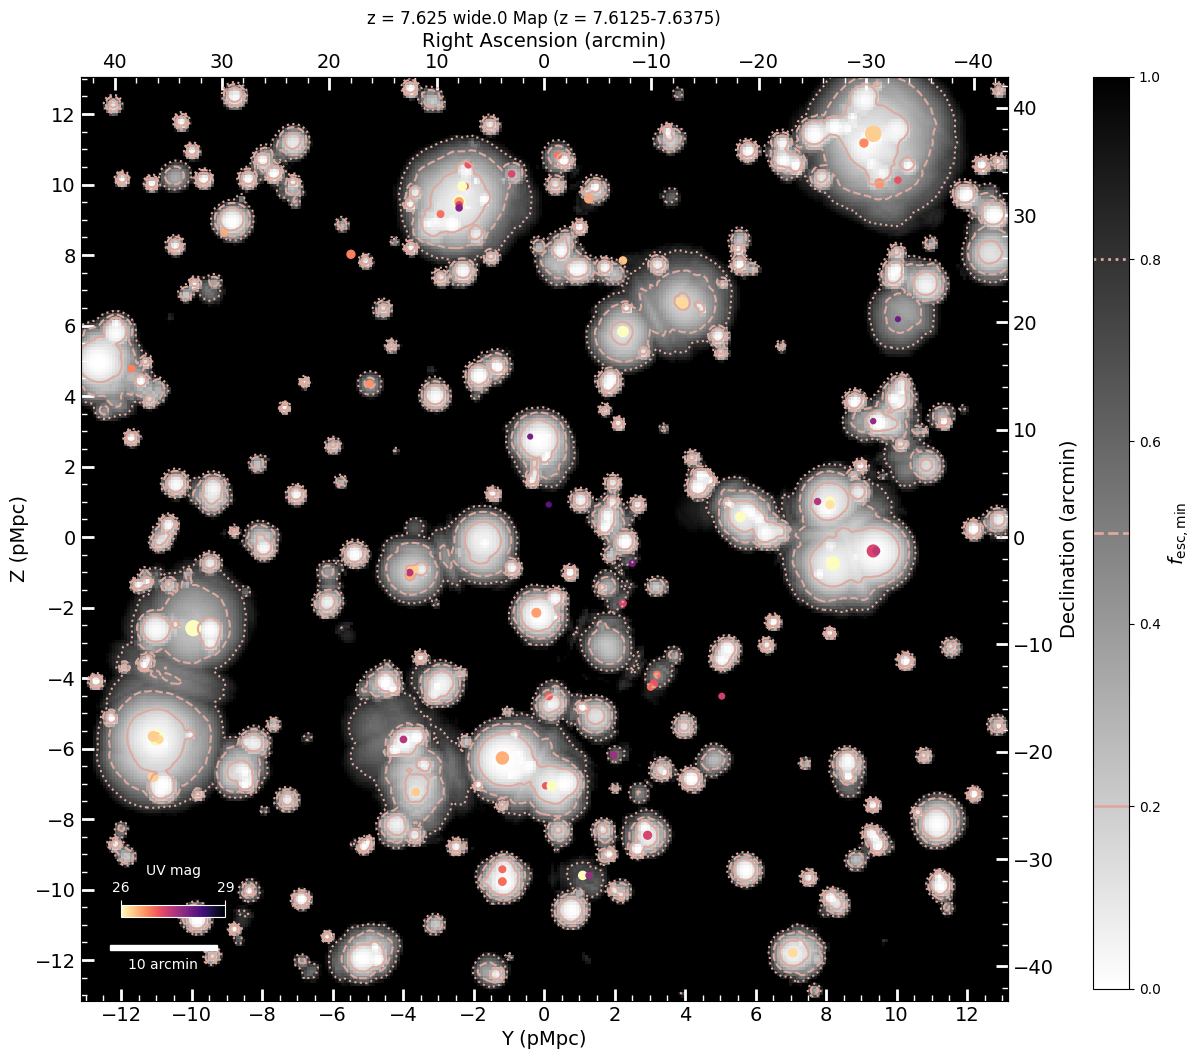 z = 7.625 wide.0 Map (z = 7.6125-7.6375)
Right Ascension (arcmin)
40 30 20 10 0 −10 −20 −30 −40
12
10
8
6
4
2
0
−2
−4
−6
−8
−10
−12
Z (pMpc)
40
30
20
10
0
−10
−20
−30
−40
Declination (arcmin)
1.0
0.8
0.6
0.4
0.2
0.0
fesc,min
UV mag
26 29
10 arcmin
−12 −10 −8 −6 −4 −2 0 2 4 6 8 10 12
Y (pMpc)